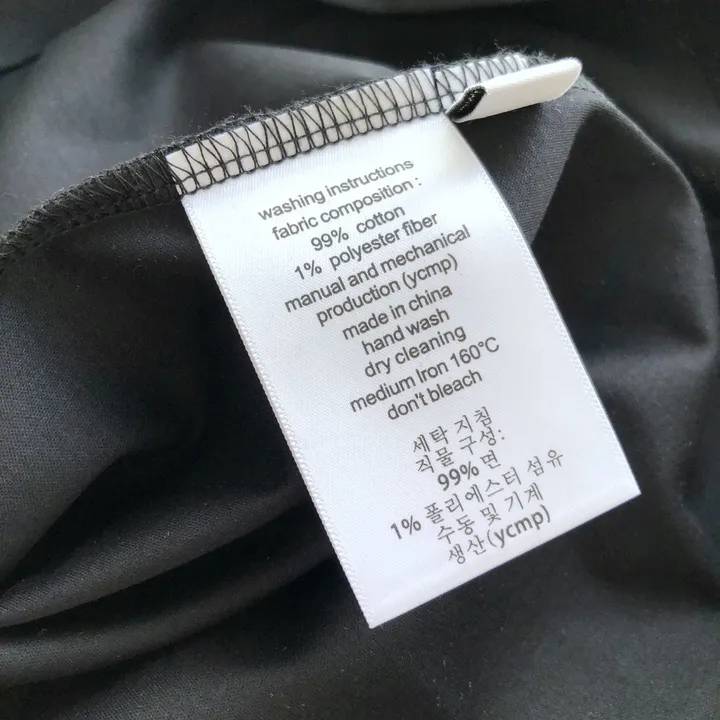 washing instructions
fabric composition :
99% cotton
1% polyester fiber
manual and mechanical
production (ycmp)
made in china
hand wash
dry cleaning
medium Iron 160°C
don't bleach
세탁 지침
직물 구성:
99% 면
1% 폴리에스터 섬유
수동 및 기계
생산(ycmp)